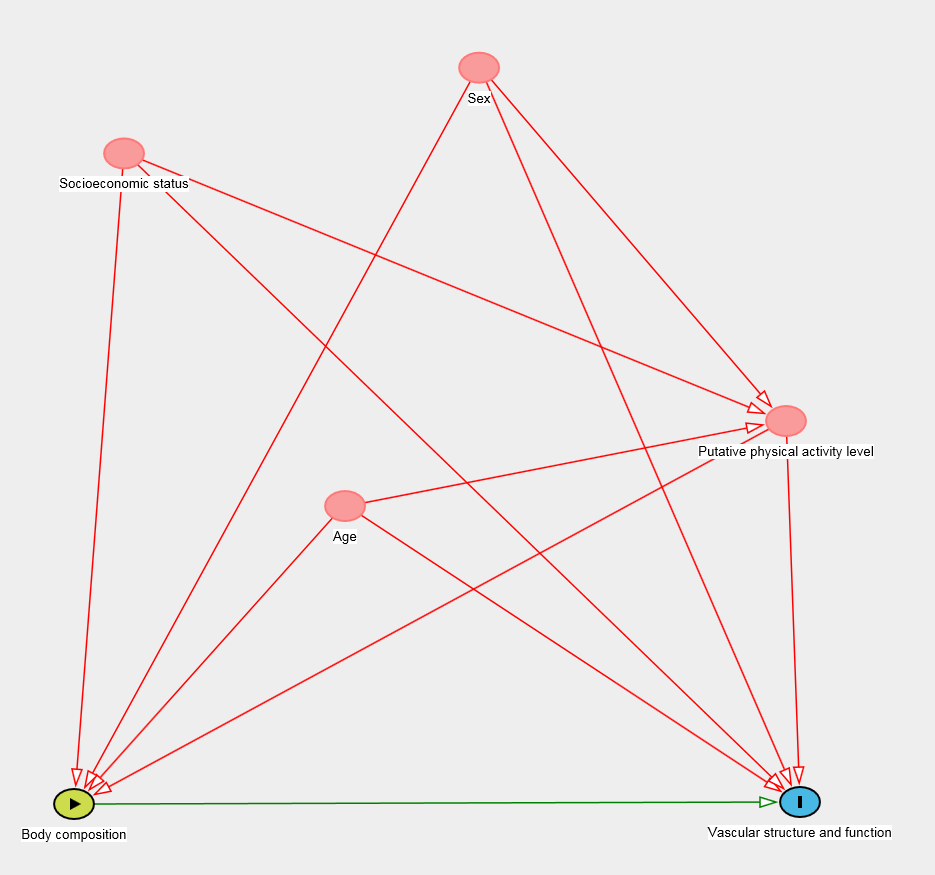 Sex
Socioeconomic status
Putative physical activity level
Age
Body composition
Vascular structure and function